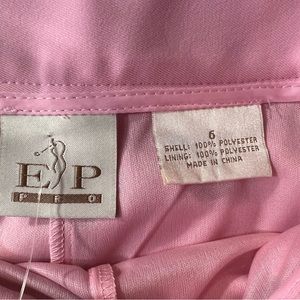 EP
PRO
6
SHELL: 100% POLYESTER
LINING: 100% POLYESTER
MADE IN CHINA